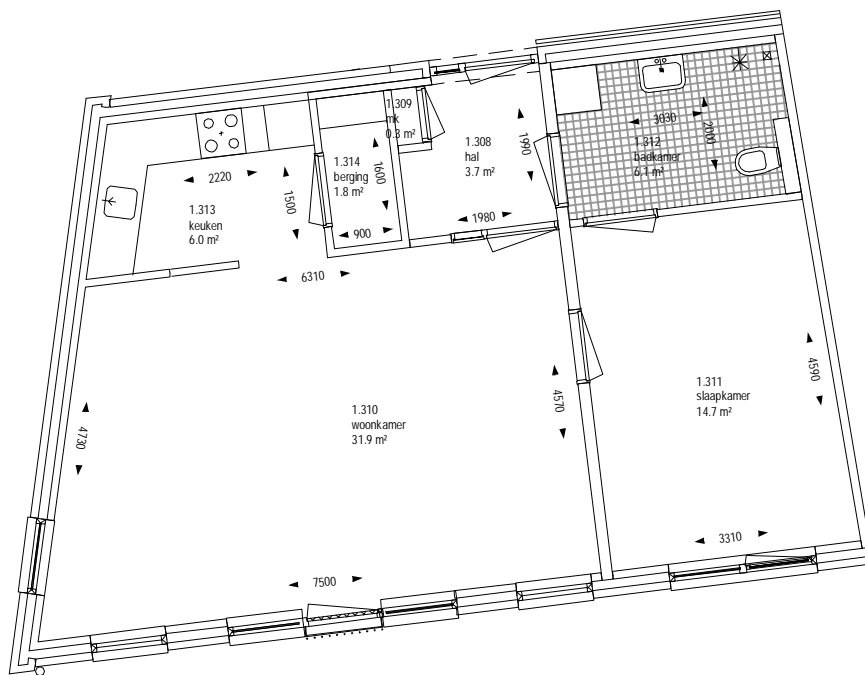 1.309
mk
0.3 m²
1.308
hal
3.7 m²
1990
3030
1.312
badkamer
6.1 m²
2000
2220
1500
1.314
berging
1.8 m²
1600
900
1980
1.313
keuken
6.0 m²
6310
4730
1.310
woonkamer
31.9 m²
4570
1.311
slaapkamer
14.7 m²
4590
7500
3310